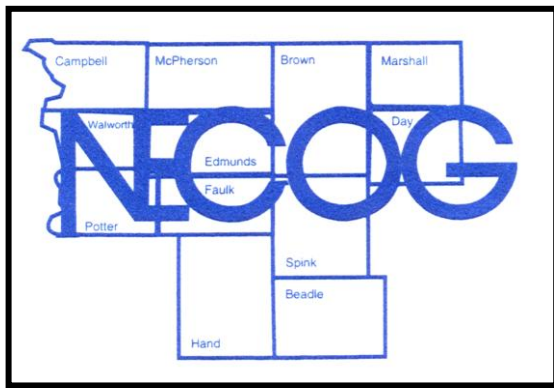 Campbell McPherson Brown Marshall
Walworth Day
NECOG
Edmunds
Faulk
Potter
Spink
Beadle
Hand